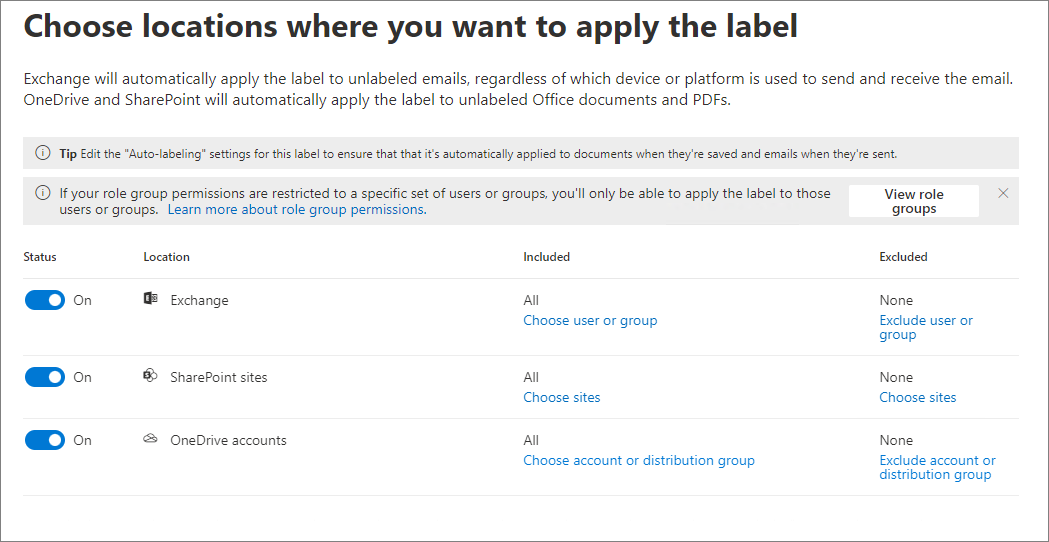 Choose locations where you want to apply the label
Exchange will automatically apply the label to unlabeled emails, regardless of which device or platform is used to send and receive the email.
OneDrive and SharePoint will automatically apply the label to unlabeled Office documents and PDFs.
Tip Edit the "Auto-labeling" settings for this label to ensure that that it's automatically applied to documents when they're saved and emails when they're sent.
If your role group permissions are restricted to a specific set of users or groups, you'll only be able to apply the label to those
users or groups. Learn more about role group permissions.
View role
groups
Status Location Included Excluded
On Exchange All None
Choose user or group Exclude user or
group
On SharePoint sites All None
Choose sites Choose sites
On OneDrive accounts All None
Choose account or distribution group Exclude account or
distribution group